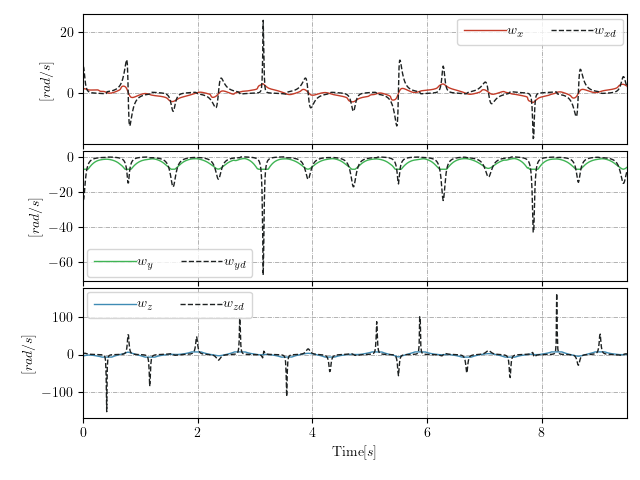 20
0
[rad/s]
w_x w_xd
0
−20
−40
−60
[rad/s]
w_y w_yd
100
0
−100
[rad/s]
w_z w_zd
0 2 4 6 8
Time[s]